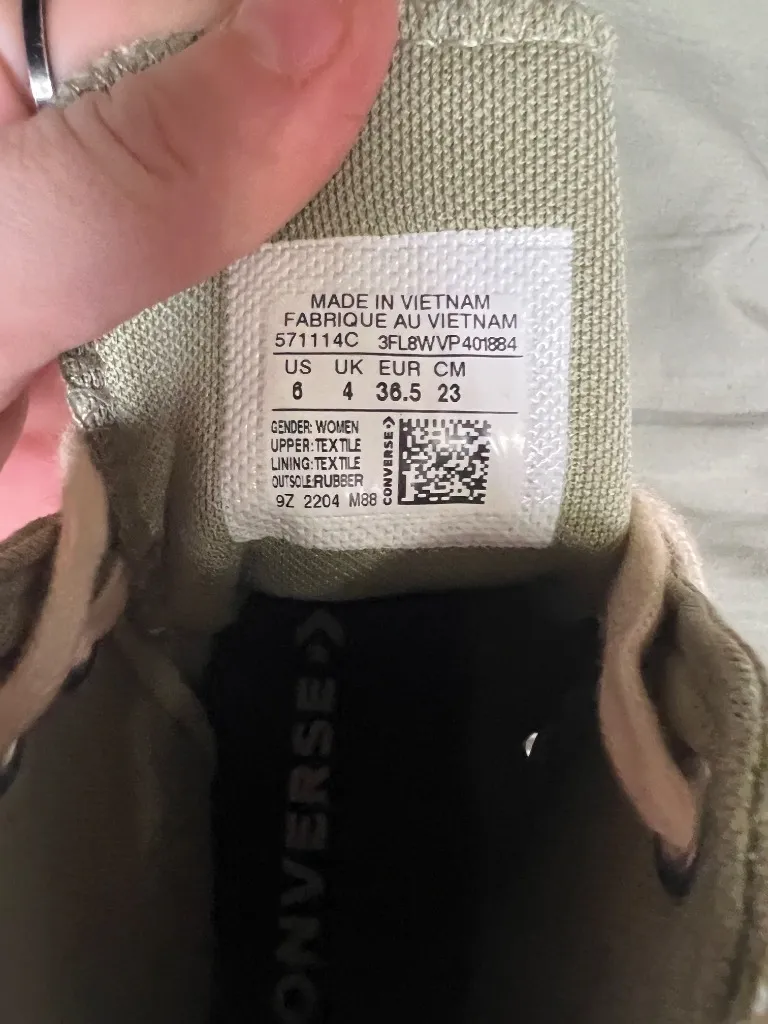 MADE IN VIETNAM
FABRIQUE AU VIETNAM
571114C 3FL8WVP401884
US UK EUR CM
6 4 36.5 23
GENDER: WOMEN
UPPER: TEXTILE
LINING: TEXTILE
OUTSOLE:RUBBER
9Z 2204 M88
CONVERSE
ONVERSE